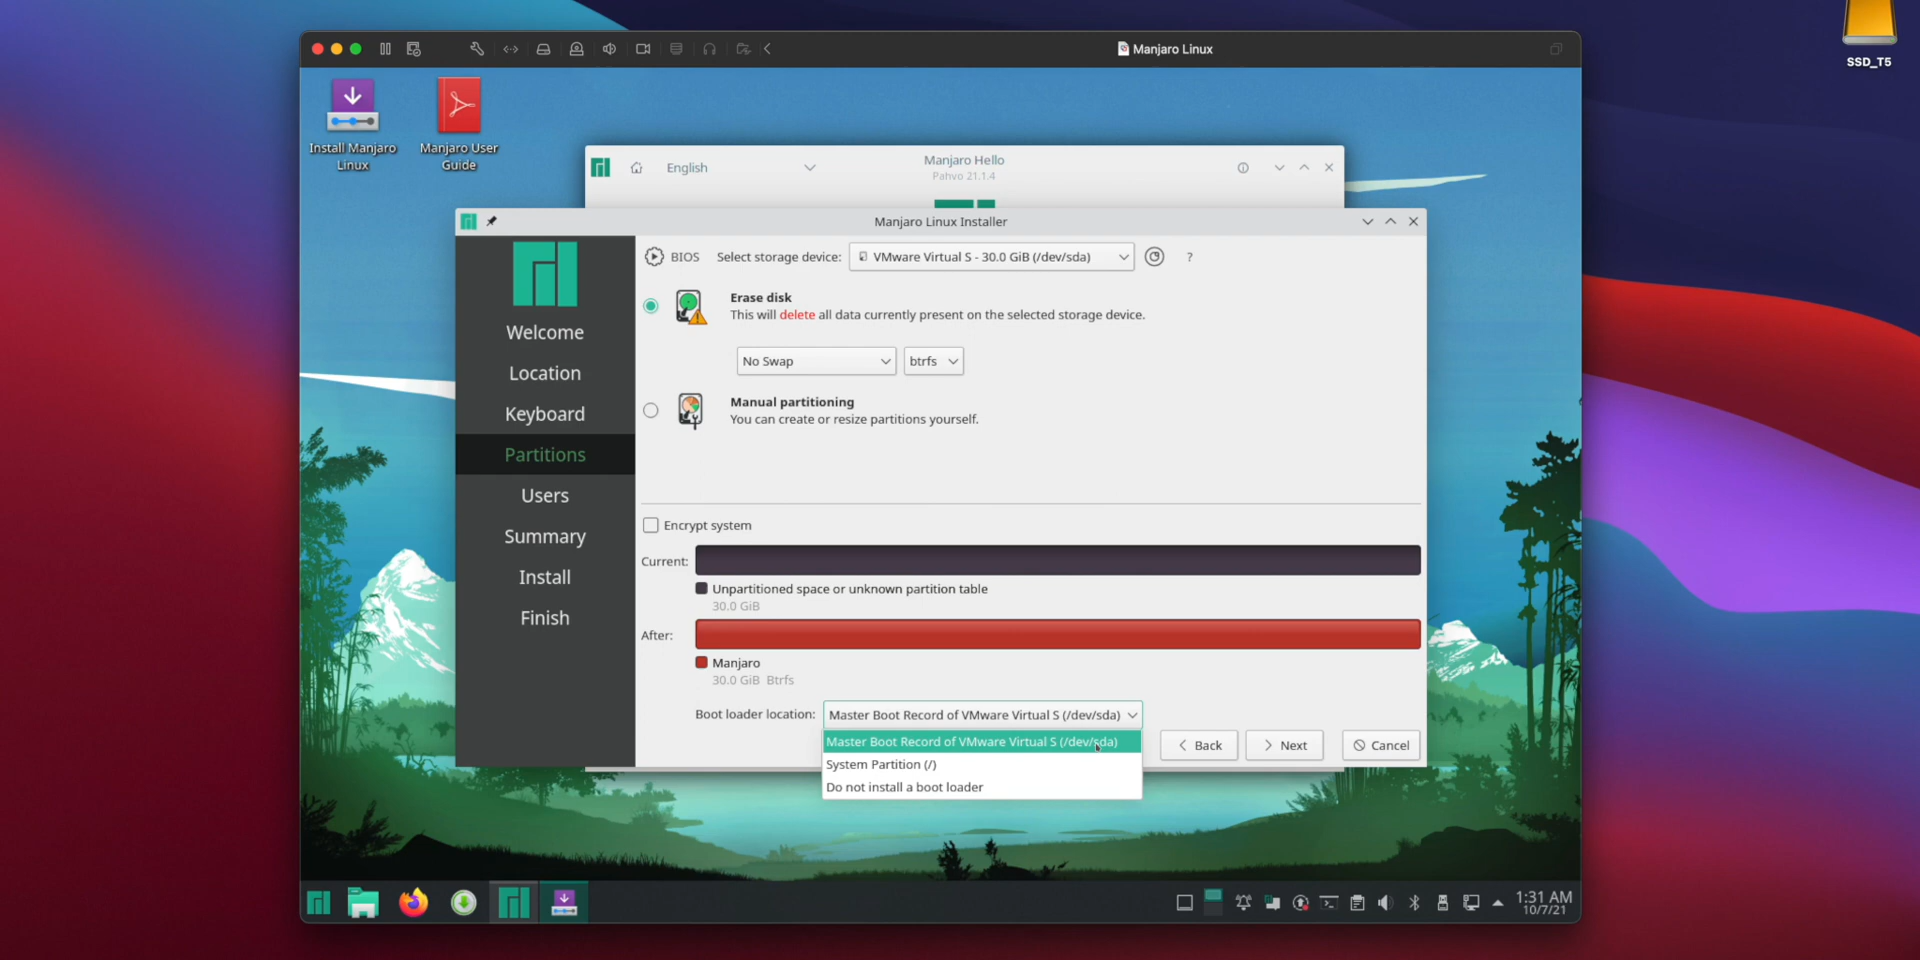 Manjaro Linux
SSD_T5
Install Manjaro
Linux
Manjaro User
Guide
English
Manjaro Hello
Pahvo 21.1.4
Manjaro Linux Installer
Welcome
Location
Keyboard
Partitions
Users
Summary
Install
Finish
BIOS Select storage device: VMware Virtual S - 30.0 GiB (/dev/sda) ?
Erase disk
This will delete all data currently present on the selected storage device.
No Swap btrfs
Manual partitioning
You can create or resize partitions yourself.
Encrypt system
Current:
Unpartitioned space or unknown partition table
30.0 GiB
After:
Manjaro
30.0 GiB Btrfs
Boot loader location: Master Boot Record of VMware Virtual S (/dev/sda)
Master Boot Record of VMware Virtual S (/dev/sda)
System Partition (/)
Do not install a boot loader
Back Next Cancel
1:31 AM
10/7/21